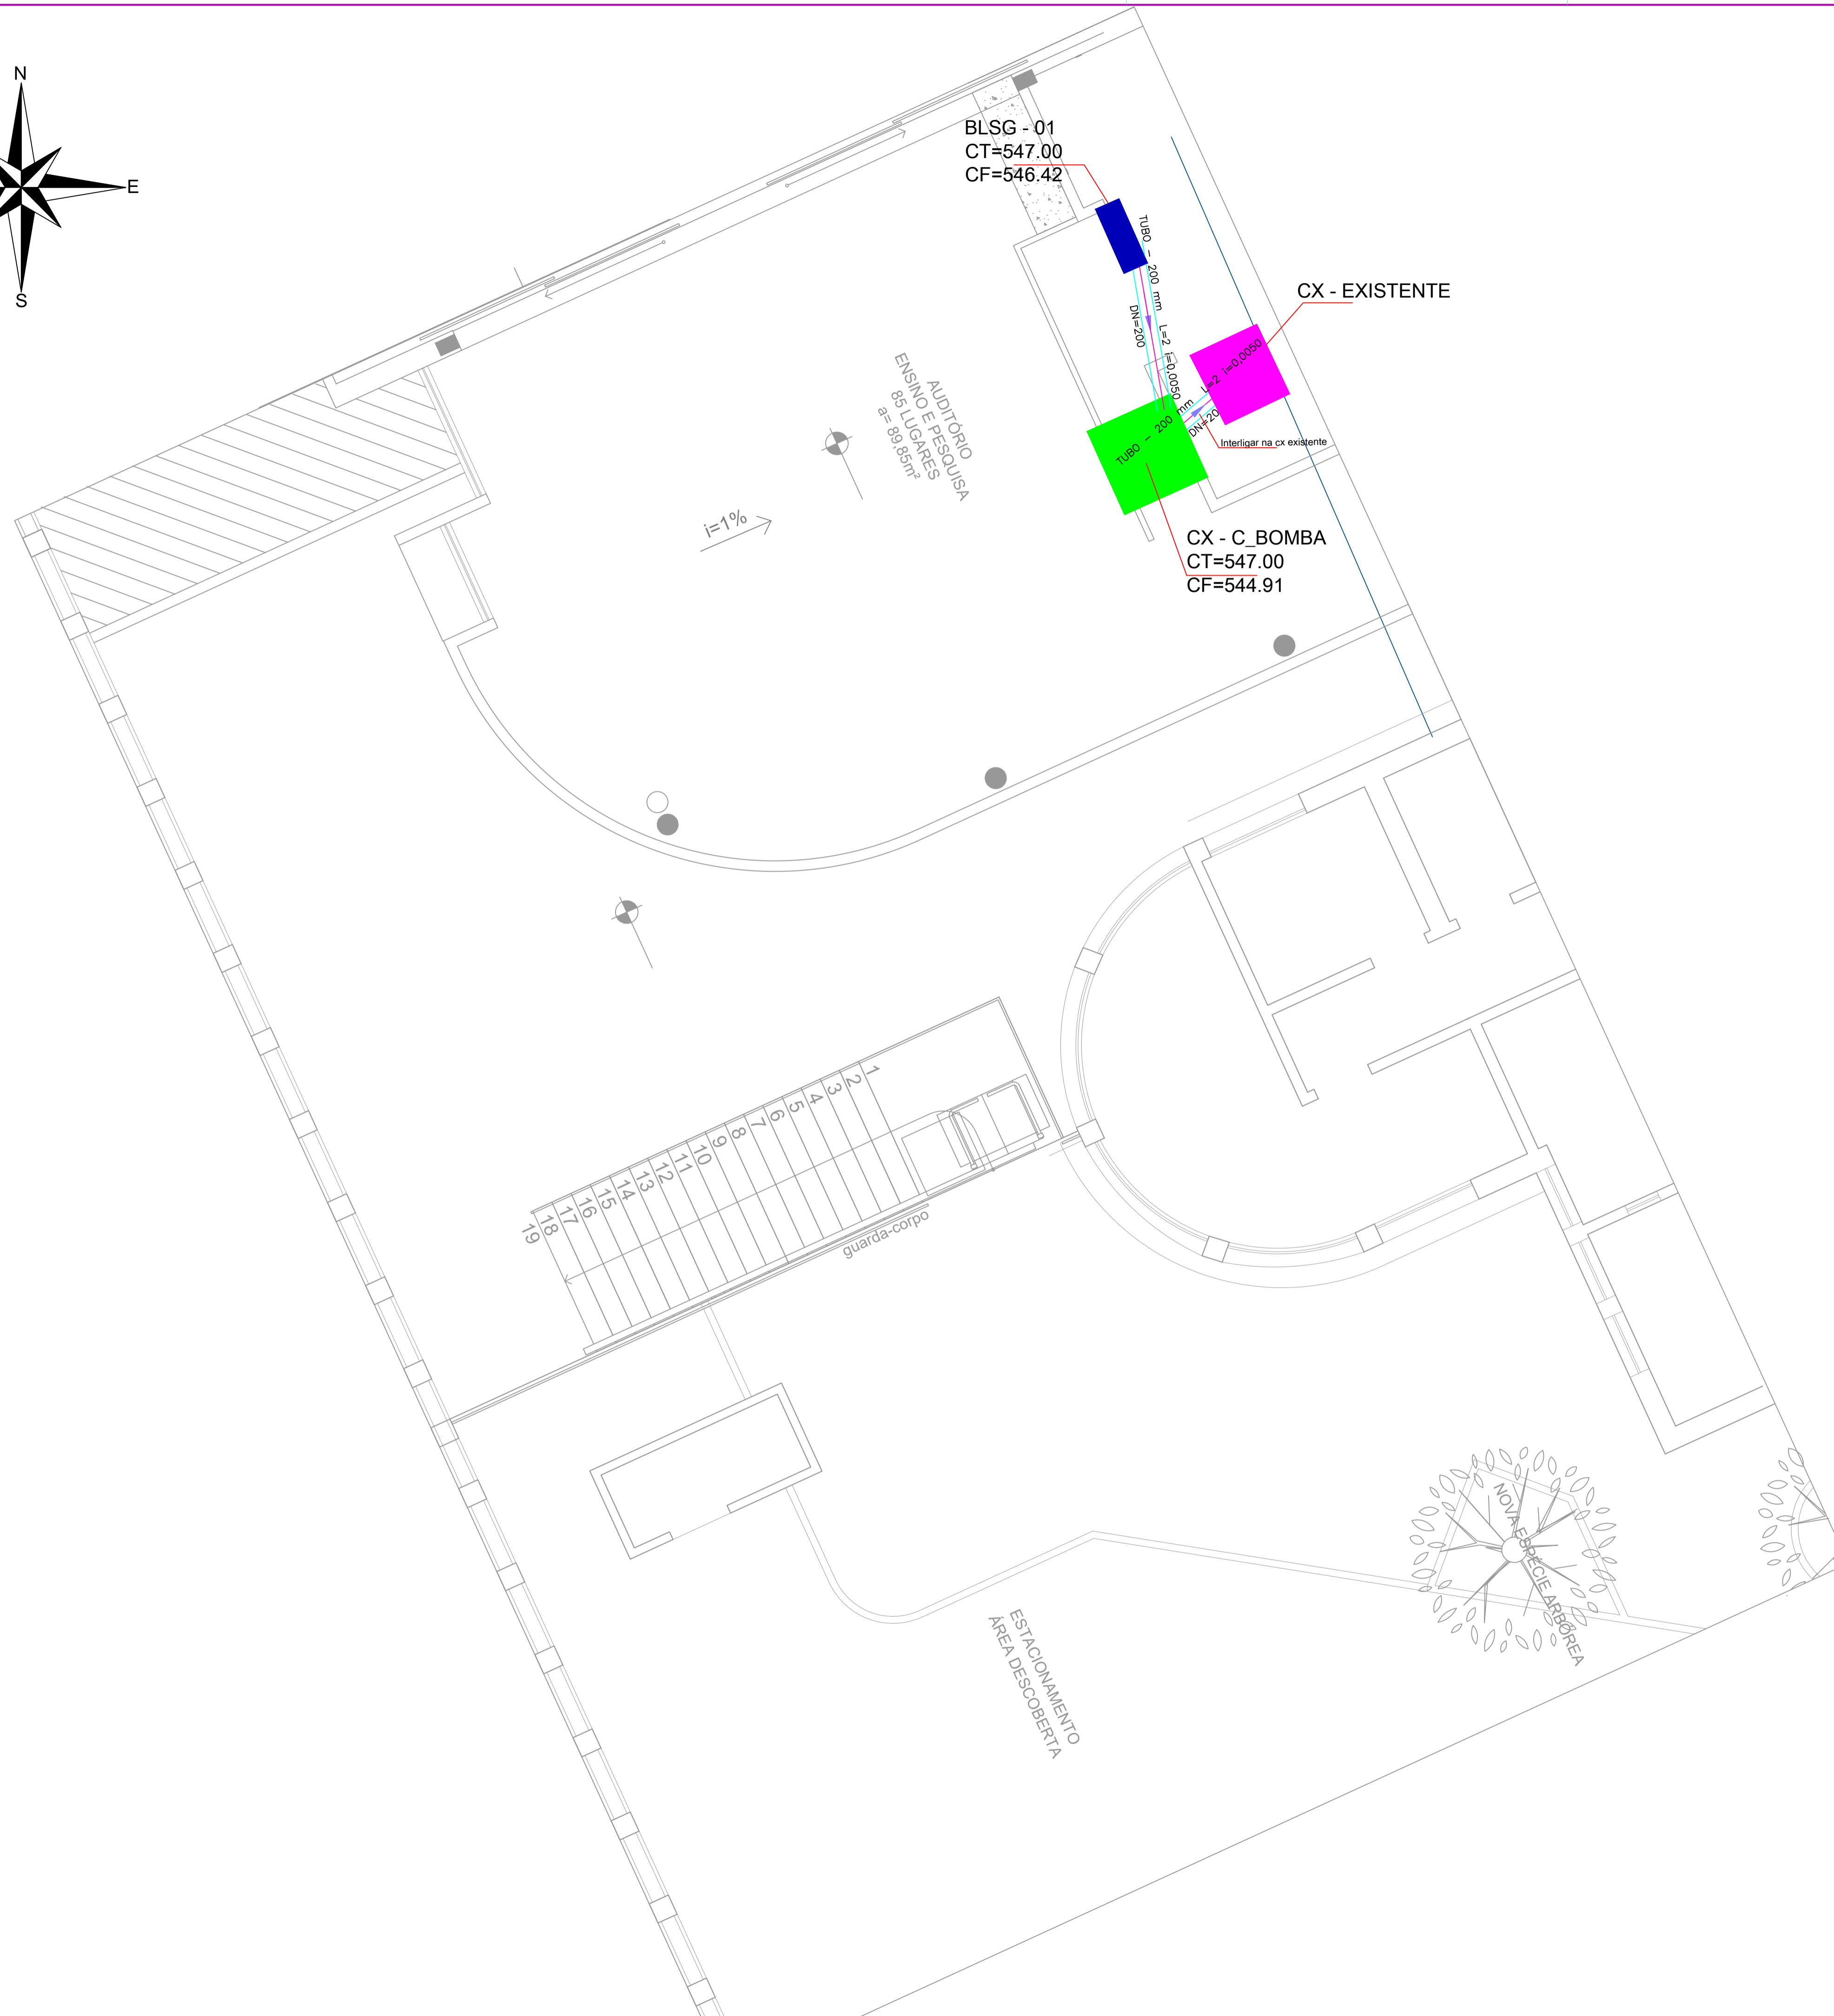 N
E
S
BLSG - 01
CT=547.00
CF=546.42
TUBO - 200 mm L=2 i=0,0050
DN=200
CX - EXISTENTE
TUBO - 200 mm L=2 i=0,0050
DN=20
Interligar na cx existente
CX - C_BOMBA
CT=547.00
CF=544.91
AUDITÓRIO
ENSINO E PESQUISA
85 LUGARES
a= 89,85m²
i=1%
1
2
3
4
5
6
7
8
9
10
11
12
13
14
15
16
17
18
19
guarda-corpo
NOVA ESPÉCIE ARBÓREA
ESTACIONAMENTO
ÁREA DESCOBERTA